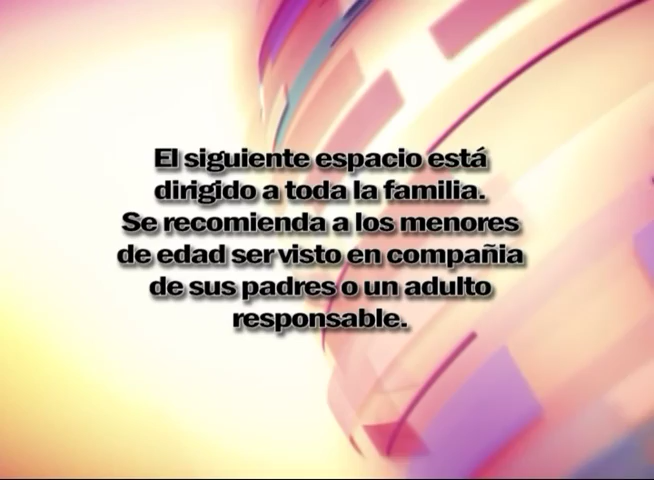 El siguiente espacio está
dirigido a toda la familia.
Se recomienda a los menores
de edad ser visto en compañia
de sus padres o un adulto
responsable.